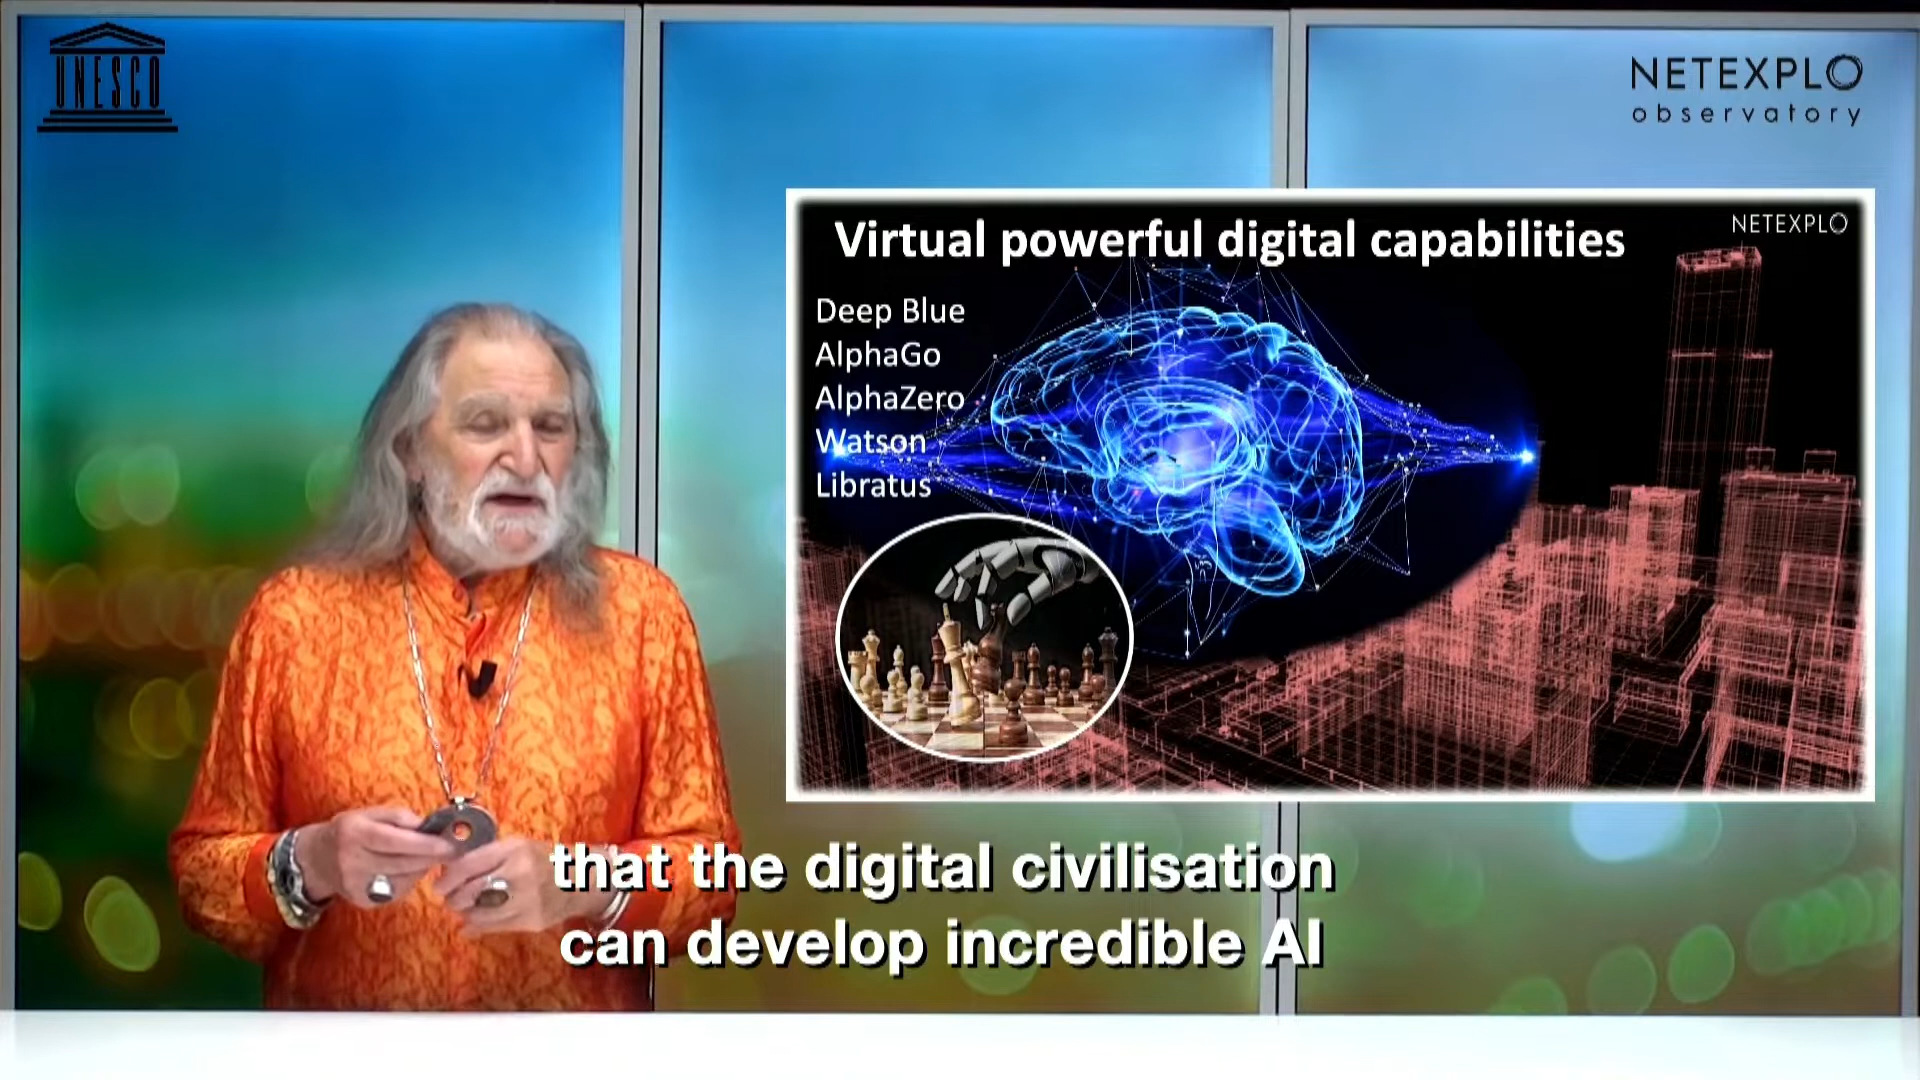 UNESCO
NETEXPLO
observatory
Virtual powerful digital capabilities
NETEXPLO
Deep Blue
AlphaGo
AlphaZero
Watson
Libratus
that the digital civilisation
can develop incredible AI